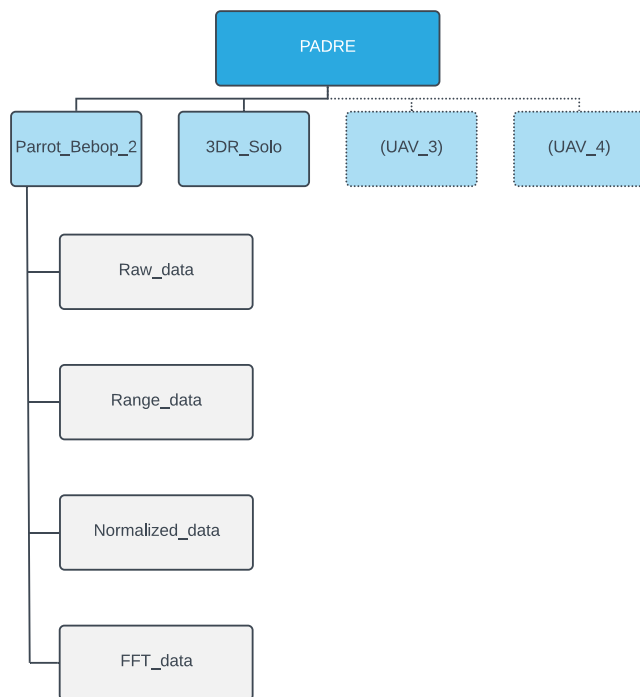 PADRE
Parrot_Bebop_2
3DR_Solo
(UAV_3)
(UAV_4)
Raw_data
Range_data
Normalized_data
FFT_data